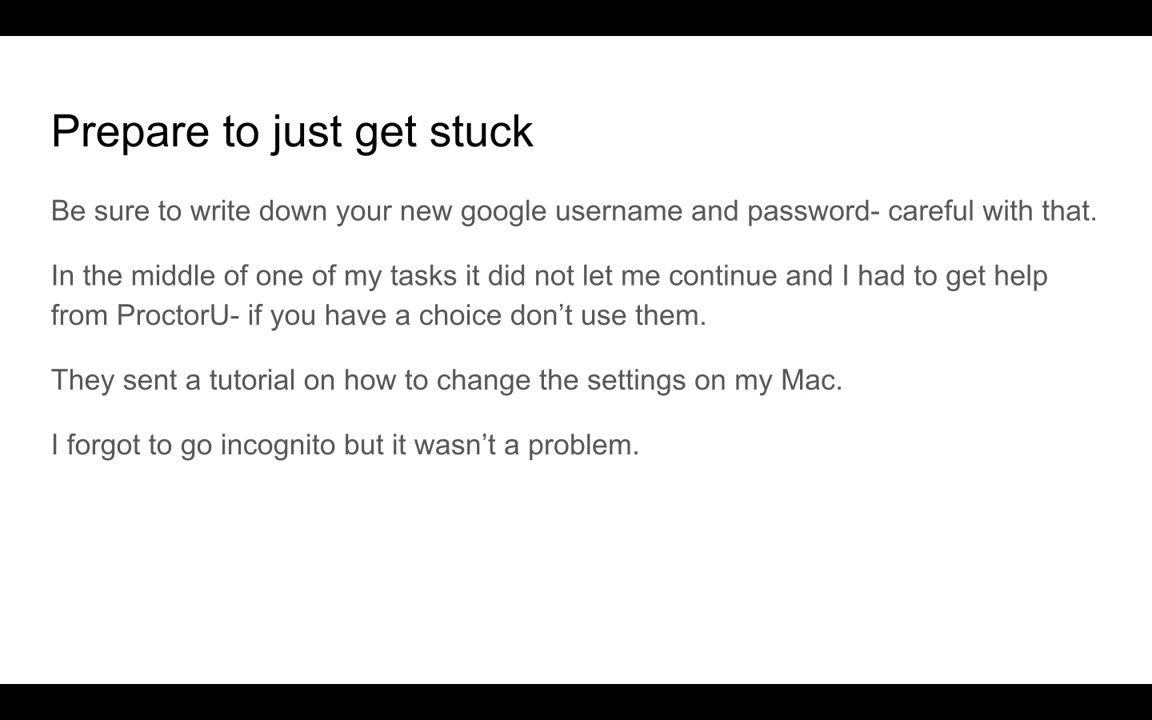 Prepare to just get stuck
Be sure to write down your new google username and password- careful with that.
In the middle of one of my tasks it did not let me continue and I had to get help
from ProctorU- if you have a choice don’t use them.
They sent a tutorial on how to change the settings on my Mac.
I forgot to go incognito but it wasn’t a problem.